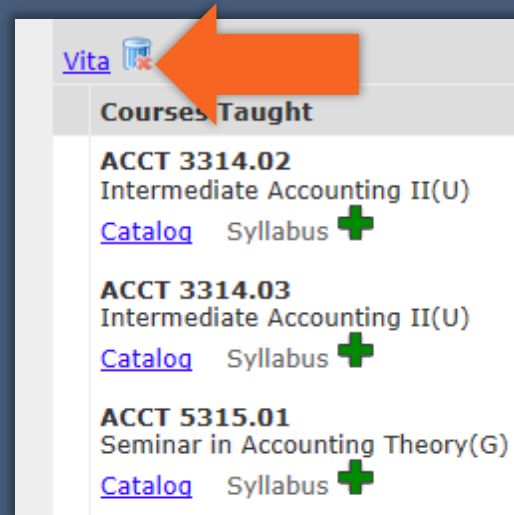 Vita
Courses Taught
ACCT 3314.02
Intermediate Accounting II(U)
Catalog Syllabus
ACCT 3314.03
Intermediate Accounting II(U)
Catalog Syllabus
ACCT 5315.01
Seminar in Accounting Theory(G)
Catalog Syllabus